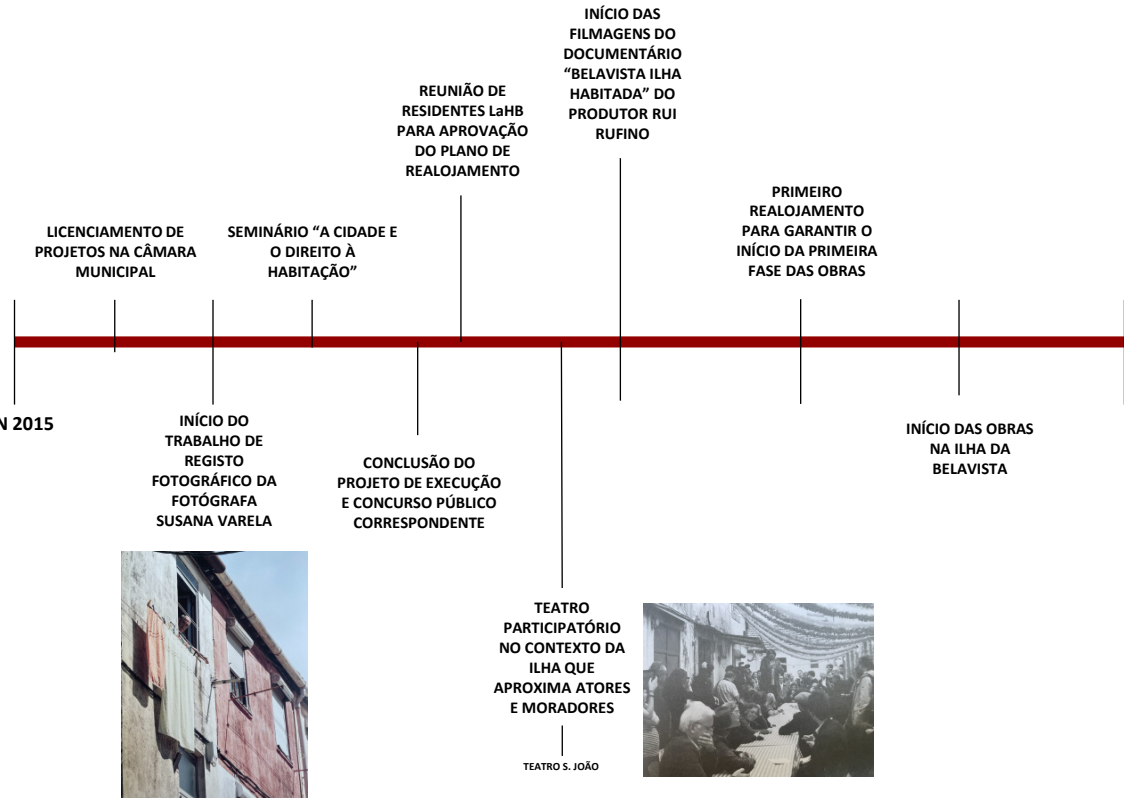 INÍCIO DAS
FILMAGENS DO
DOCUMENTÁRIO
“BELAVISTA ILHA
HABITADA” DO
PRODUTOR RUI
RUFINO
REUNIÃO DE
RESIDENTES LaHB
PARA APROVAÇÃO
DO PLANO DE
REALOJAMENTO
PRIMEIRO
REALOJAMENTO
PARA GARANTIR O
INÍCIO DA PRIMEIRA
FASE DAS OBRAS
LICENCIAMENTO DE
PROJETOS NA CÂMARA
MUNICIPAL
SEMINÁRIO “A CIDADE E
O DIREITO À
HABITAÇÃO”
N 2015
INÍCIO DO
TRABALHO DE
REGISTO
FOTOGRÁFICO DA
FOTÓGRAFA
SUSANA VARELA
CONCLUSÃO DO
PROJETO DE EXECUÇÃO
E CONCURSO PÚBLICO
CORRESPONDENTE
INÍCIO DAS OBRAS
NA ILHA DA
BELAVISTA
TEATRO
PARTICIPATÓRIO
NO CONTEXTO DA
ILHA QUE
APROXIMA ATORES
E MORADORES
TEATRO S. JOÃO